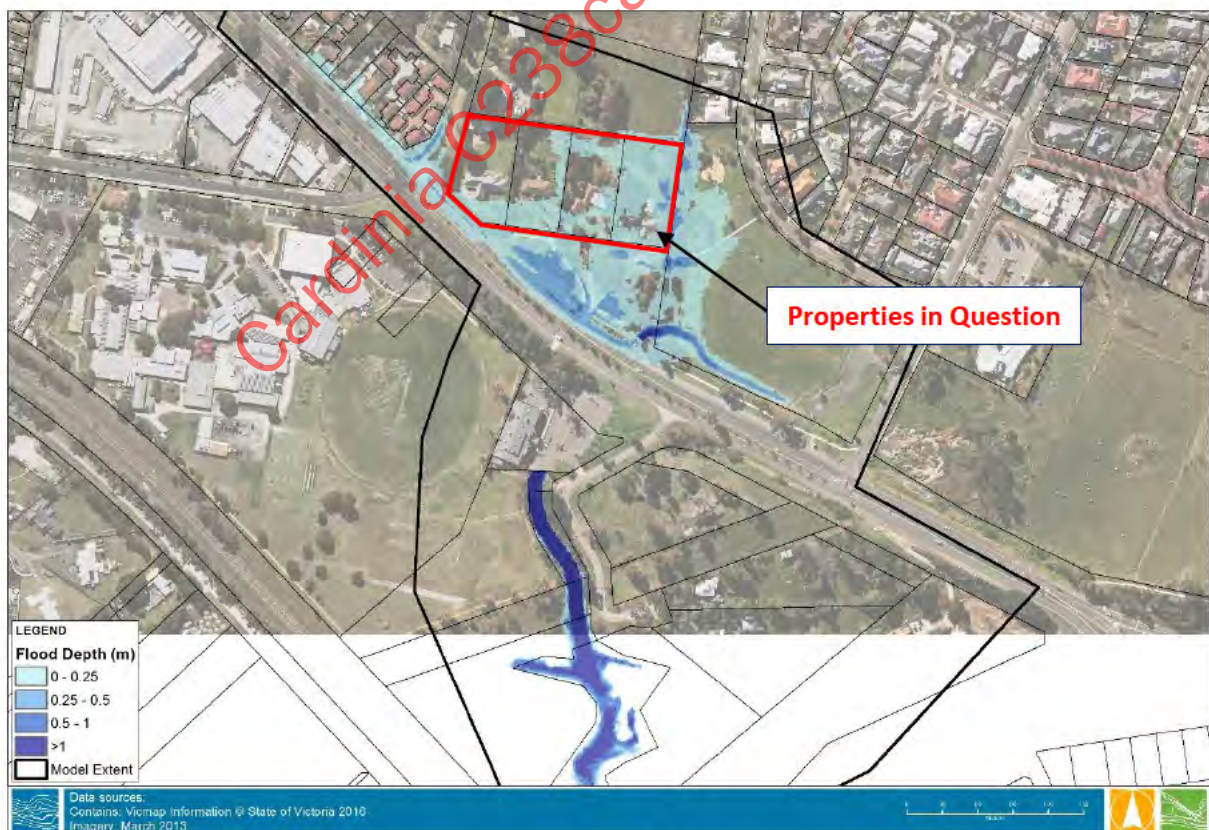 Cardinia C238ca
Properties in Question
LEGEND
Flood Depth (m)
0 - 0.25
0.25 - 0.5
0.5 - 1
>1
Model Extent
Data sources:
Contains: Vicmap Information © State of Victoria 2016
Imagery: March 2013